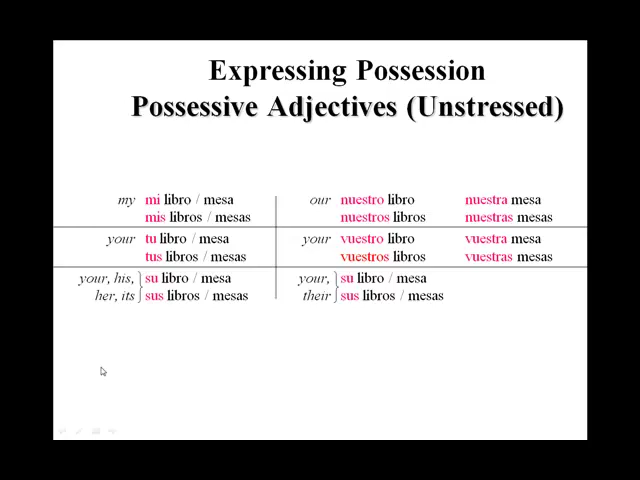 Expressing Possession
Possessive Adjectives (Unstressed)
my mi libro / mesa our nuestro libro nuestra mesa
mis libros / mesas nuestros libros nuestras mesas
your tu libro / mesa your vuestro libro vuestra mesa
tus libros / mesas vuestros libros vuestras mesas
your, his, su libro / mesa your, su libro / mesa
her, its sus libros / mesas their sus libros / mesas